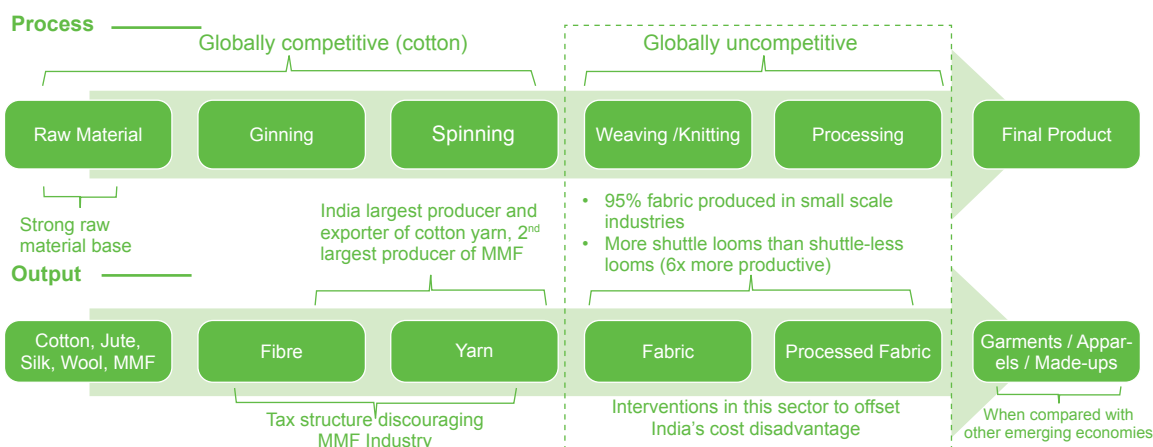 Process
Globally competitive (cotton)
Globally uncompetitive
Raw Material
Ginning
Spinning
Weaving /Knitting
Processing
Final Product
Strong raw
material base
India largest producer and
exporter of cotton yarn, 2nd
largest producer of MMF
• 95% fabric produced in small scale
industries
• More shuttle looms than shuttle-less
looms (6x more productive)
Output
Cotton, Jute,
Silk, Wool, MMF
Fibre
Yarn
Fabric
Processed Fabric
Garments / Appar-
els / Made-ups
Tax structure discouraging
MMF Industry
Interventions in this sector to offset
India's cost disadvantage
When compared with
other emerging economies